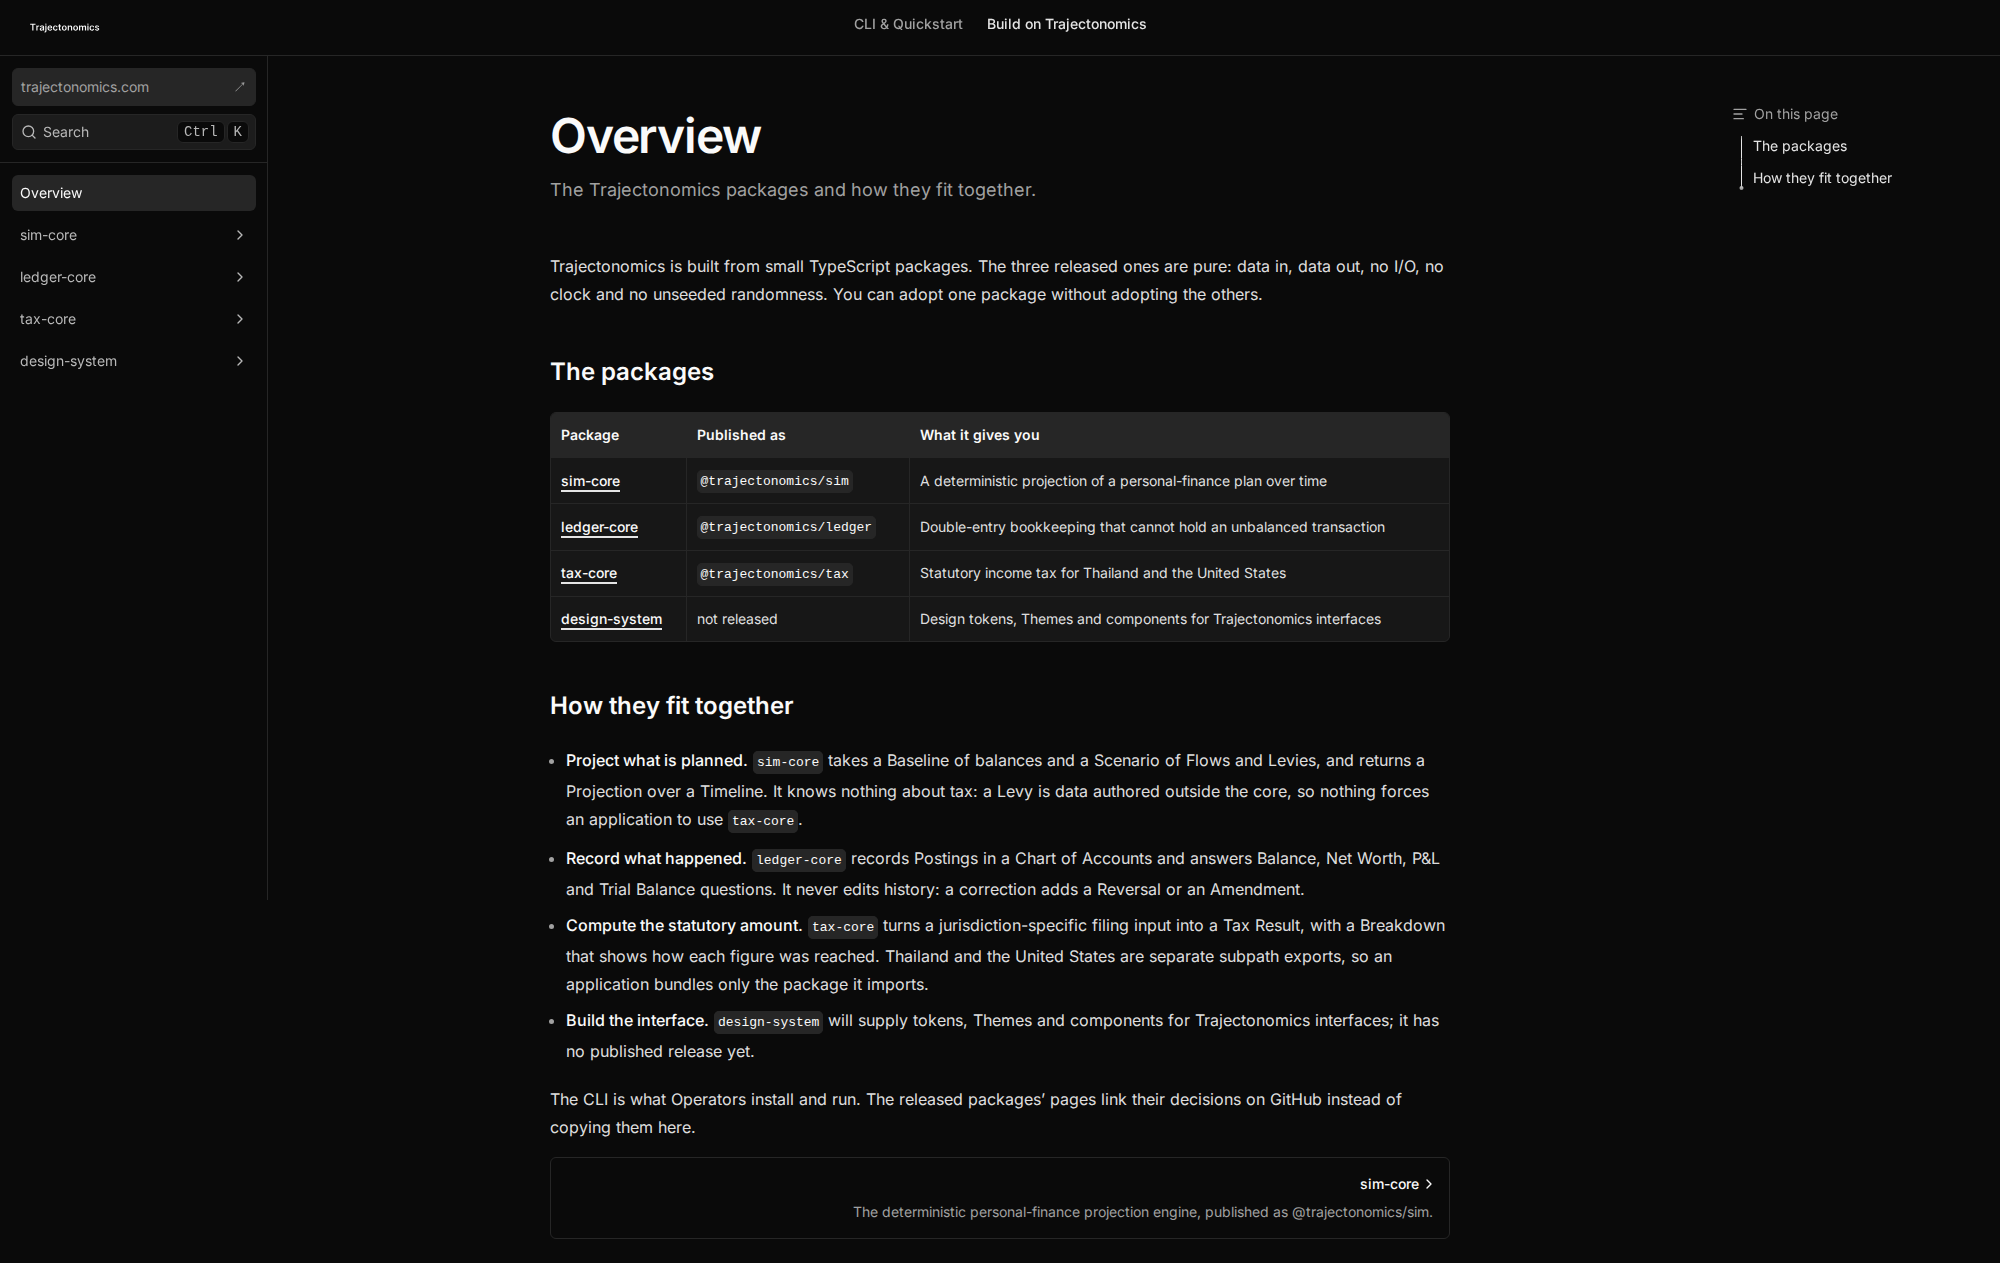 Trajectonomics
CLI & Quickstart
Build on Trajectonomics
trajectonomics.com
Search
Ctrl K
Overview
sim-core
ledger-core
tax-core
design-system
Overview
The Trajectonomics packages and how they fit together.
Trajectonomics is built from small TypeScript packages. The three released ones are pure: data in, data out, no I/O, no
clock and no unseeded randomness. You can adopt one package without adopting the others.
The packages
Package Published as What it gives you
sim-core @trajectonomics/sim A deterministic projection of a personal-finance plan over time
ledger-core @trajectonomics/ledger Double-entry bookkeeping that cannot hold an unbalanced transaction
tax-core @trajectonomics/tax Statutory income tax for Thailand and the United States
design-system not released Design tokens, Themes and components for Trajectonomics interfaces
How they fit together
Project what is planned. sim-core takes a Baseline of balances and a Scenario of Flows and Levies, and returns a
Projection over a Timeline. It knows nothing about tax: a Levy is data authored outside the core, so nothing forces
an application to use tax-core.
Record what happened. ledger-core records Postings in a Chart of Accounts and answers Balance, Net Worth, P&L
and Trial Balance questions. It never edits history: a correction adds a Reversal or an Amendment.
Compute the statutory amount. tax-core turns a jurisdiction-specific filing input into a Tax Result, with a Breakdown
that shows how each figure was reached. Thailand and the United States are separate subpath exports, so an
application bundles only the package it imports.
Build the interface. design-system will supply tokens, Themes and components for Trajectonomics interfaces; it has
no published release yet.
The CLI is what Operators install and run. The released packages’ pages link their decisions on GitHub instead of
copying them here.
sim-core
The deterministic personal-finance projection engine, published as @trajectonomics/sim.
On this page
The packages
How they fit together